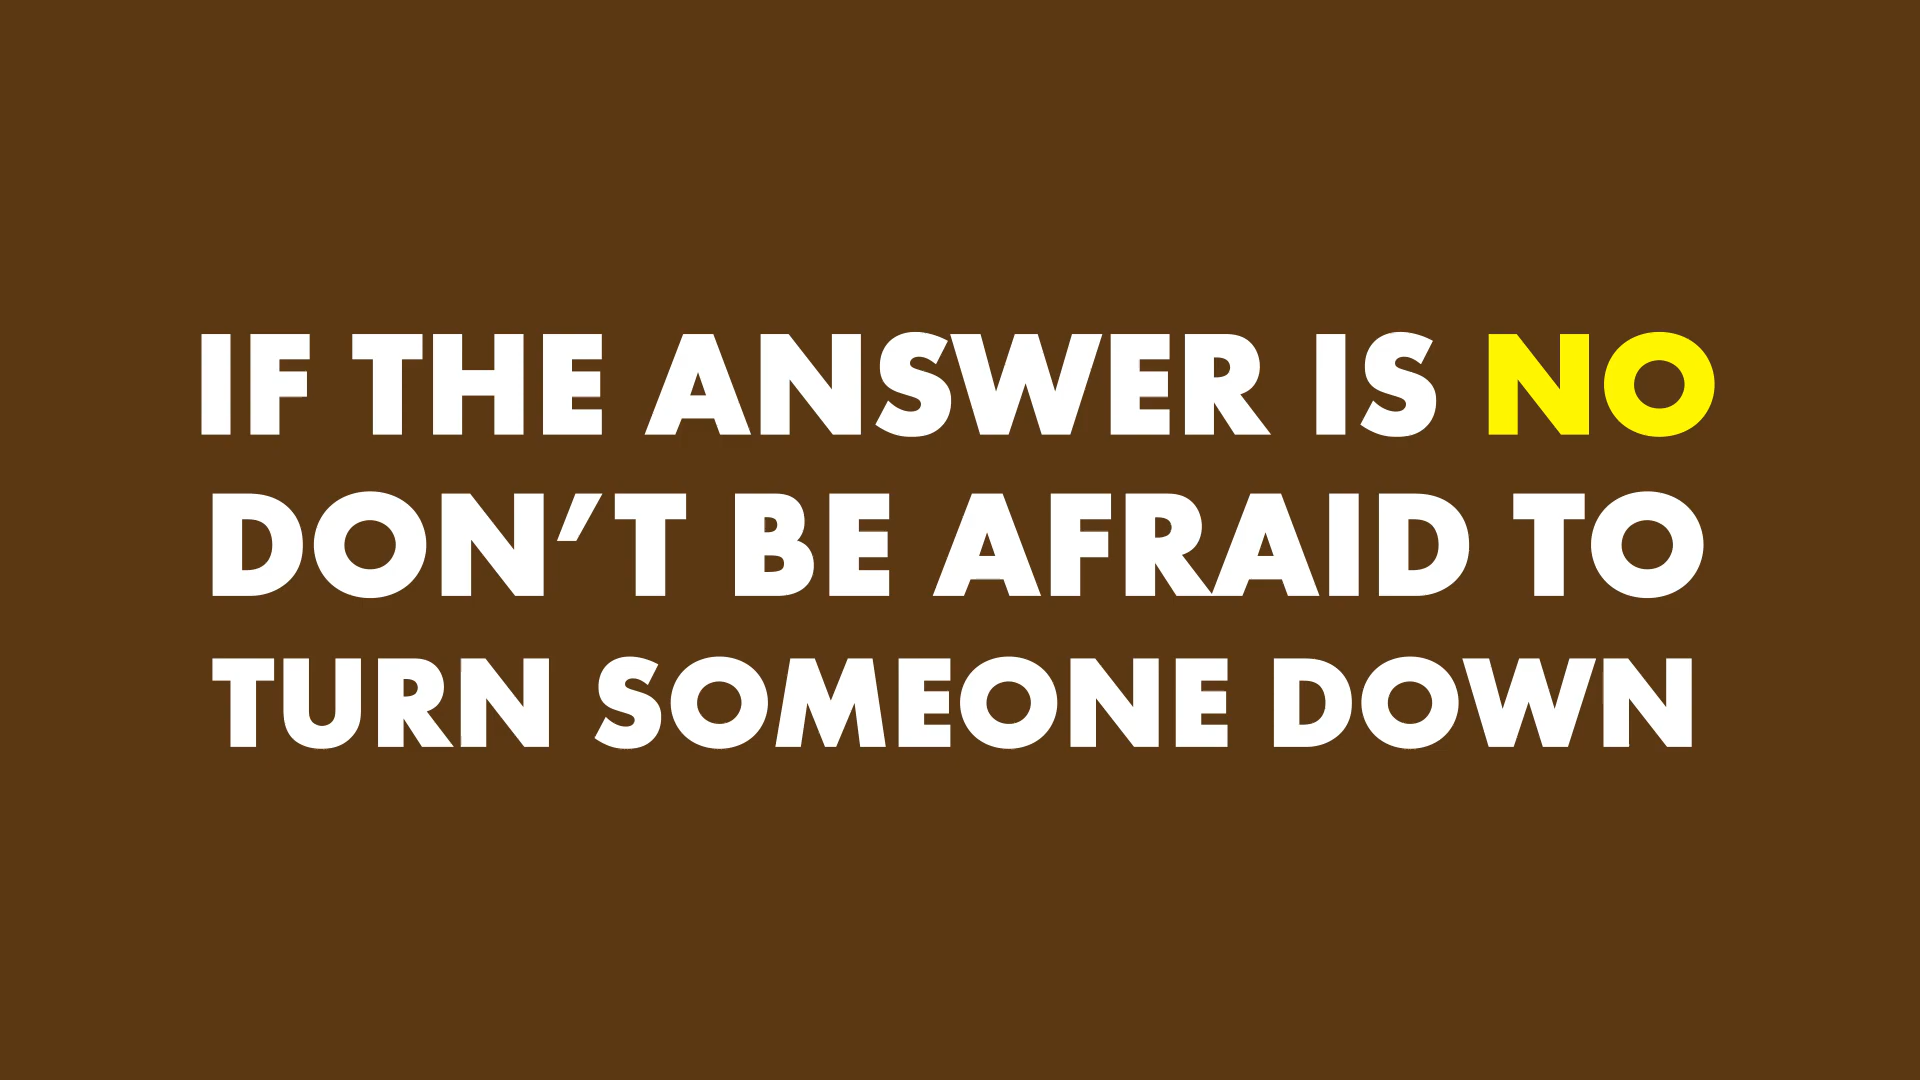 IF THE ANSWER IS NO
DON’T BE AFRAID TO
TURN SOMEONE DOWN